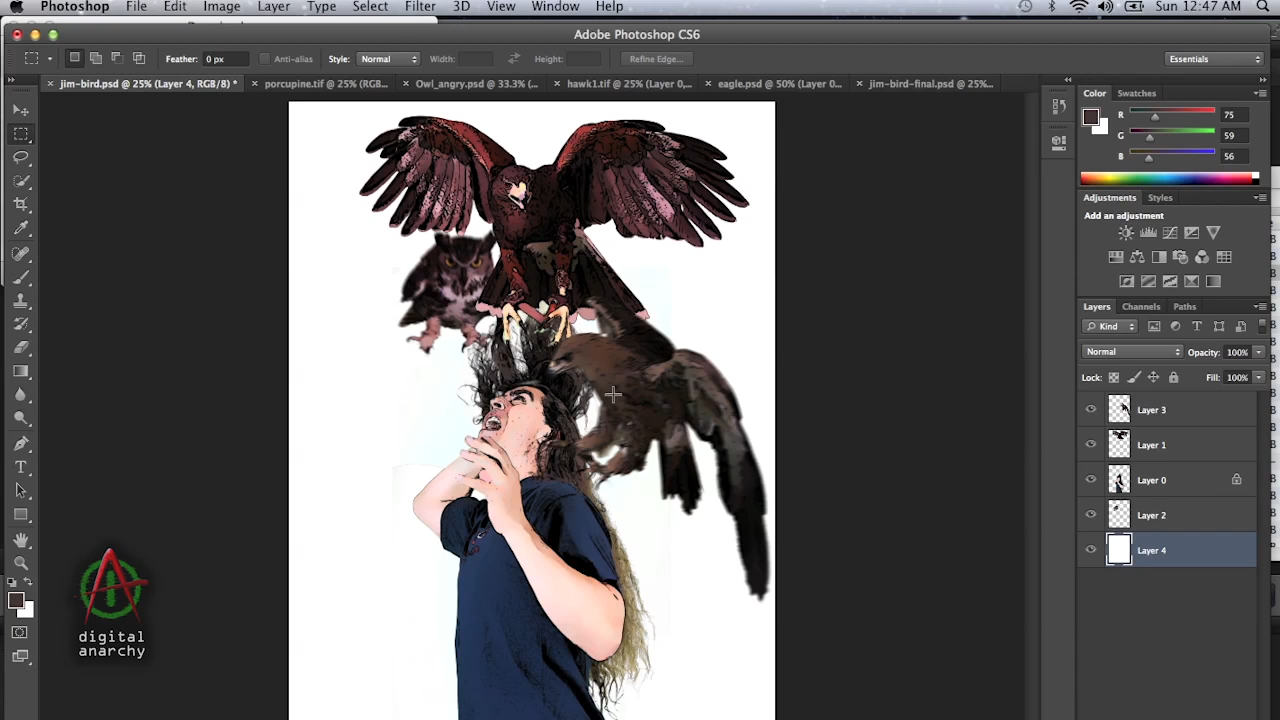 Photoshop File Edit Image Layer Type Select Filter 3D View Window Help Sun 12:47 AM
Adobe Photoshop CS6
Feather: 0 px Anti-alias Style: Normal Width: Height: Refine Edge... Essentials
jim-bird.psd @ 25% (Layer 4, RGB/8) * porcupine.tif @ 25% (RGB... Owl_angry.psd @ 33.3% (... hawk1.tif @ 25% (Layer 0,... eagle.psd @ 50% (Layer 0... jim-bird-final.psd @ 25%...
Color Swatches
R 75
G 59
B 56
Adjustments Styles
Add an adjustment
Layers Channels Paths
Kind
Normal Opacity: 100%
Lock: Fill: 100%
Layer 3
Layer 1
Layer 0
Layer 2
Layer 4
digital
anarchy